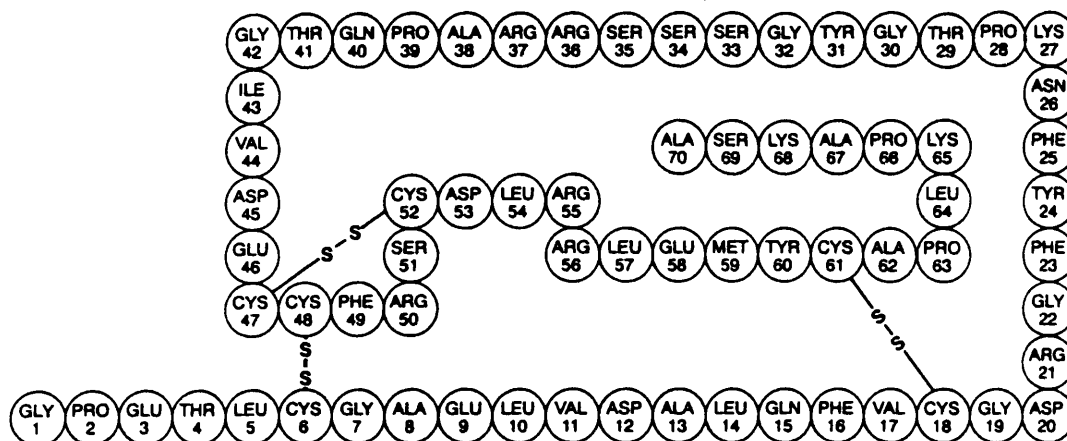 GLY THR GLN PRO ALA ARG ARG SER SER SER GLY TYR GLY THR PRO LYS
42 41 40 39 38 37 36 35 34 33 32 31 30 29 28 27
ILE ASN
43 26
VAL ALA SER LYS ALA PRO LYS PHE
44 70 69 68 67 66 65 25
ASP CYS ASP LEU ARG LEU TYR
45 52 53 54 55 64 24
S
S
GLU SER ARG LEU GLU MET TYR CYS ALA PRO PHE
46 51 56 57 58 59 60 61 62 63 23
CYS CYS PHE ARG GLY
47 48 49 50 22
S S
S S
ARG
21
GLY PRO GLU THR LEU CYS GLY ALA GLU LEU VAL ASP ALA LEU GLN PHE VAL CYS GLY ASP
1 2 3 4 5 6 7 8 9 10 11 12 13 14 15 16 17 18 19 20